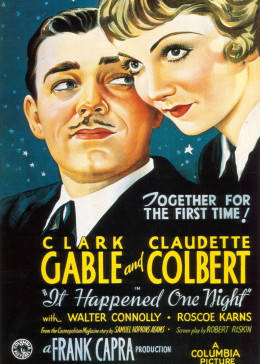 TOGETHER FOR
THE FIRST TIME!
CLARK CLAUDETTE
GABLE and COLBERT
IN
"It Happened One Night"
with... WALTER CONNOLLY · ROSCOE KARNS
From the Cosmopolitan Magazine story by SAMUEL HOPKINS ADAMS Screen play by ROBERT RISKIN
a FRANK CAPRA PRODUCTION
A
COLUMBIA
PICTURE